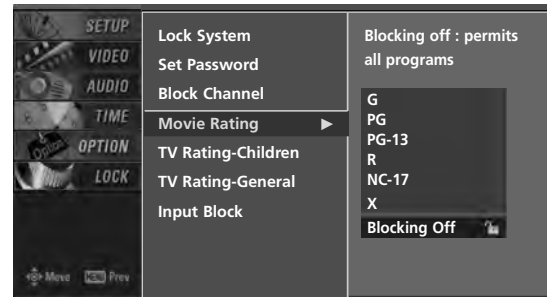 SETUP
VIDEO
AUDIO
TIME
Option OPTION
LOCK
Move MENU Prev
Lock System
Set Password
Block Channel
Movie Rating ►
TV Rating-Children
TV Rating-General
Input Block
Blocking off : permits
all programs
G
PG
PG-13
R
NC-17
X
Blocking Off